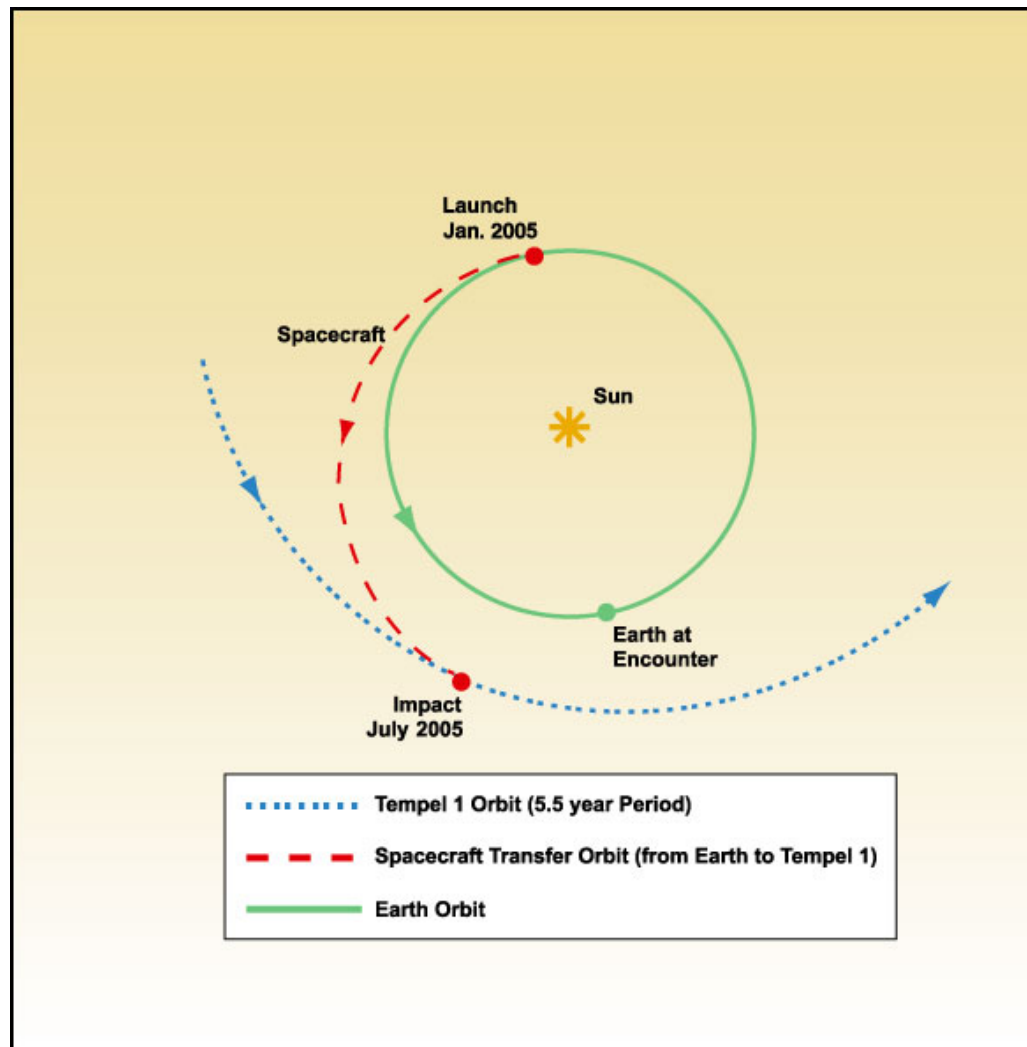 Launch
Jan. 2005
Spacecraft
Sun
Earth at
Encounter
Impact
July 2005
Tempel 1 Orbit (5.5 year Period)
Spacecraft Transfer Orbit (from Earth to Tempel 1)
Earth Orbit